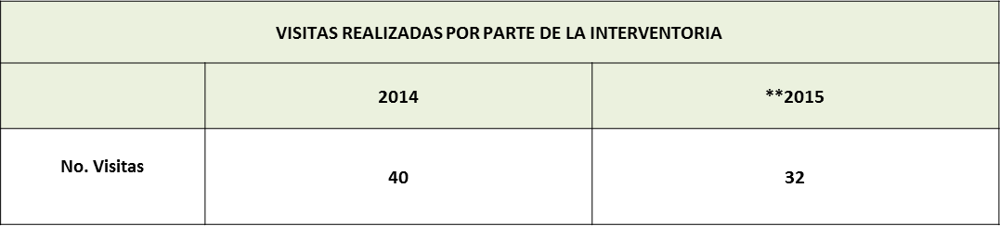 VISITAS REALIZADAS POR PARTE DE LA INTERVENTORIA
2014 **2015
No. Visitas 40 32